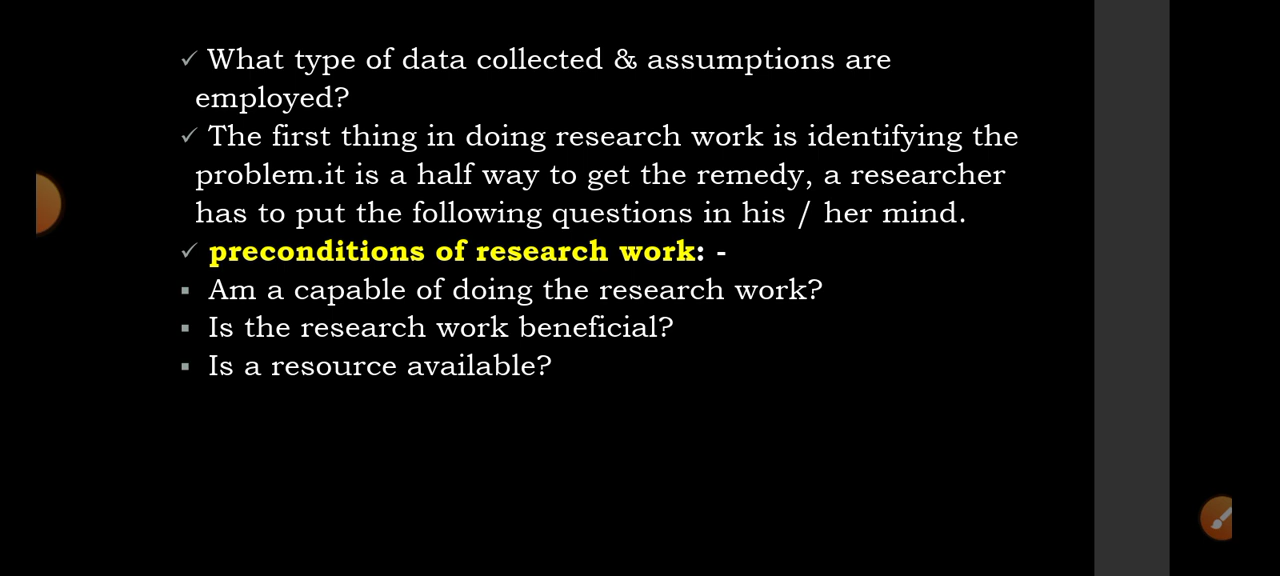 ✓ What type of data collected & assumptions are
employed?
✓ The first thing in doing research work is identifying the
problem.it is a half way to get the remedy, a researcher
has to put the following questions in his / her mind.
✓ preconditions of research work: -
▪ Am a capable of doing the research work?
▪ Is the research work beneficial?
▪ Is a resource available?